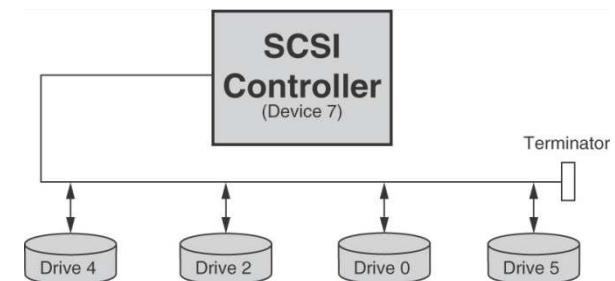 SCSI
Controller
(Device 7)
Terminator
Drive 4
Drive 2
Drive 0
Drive 5